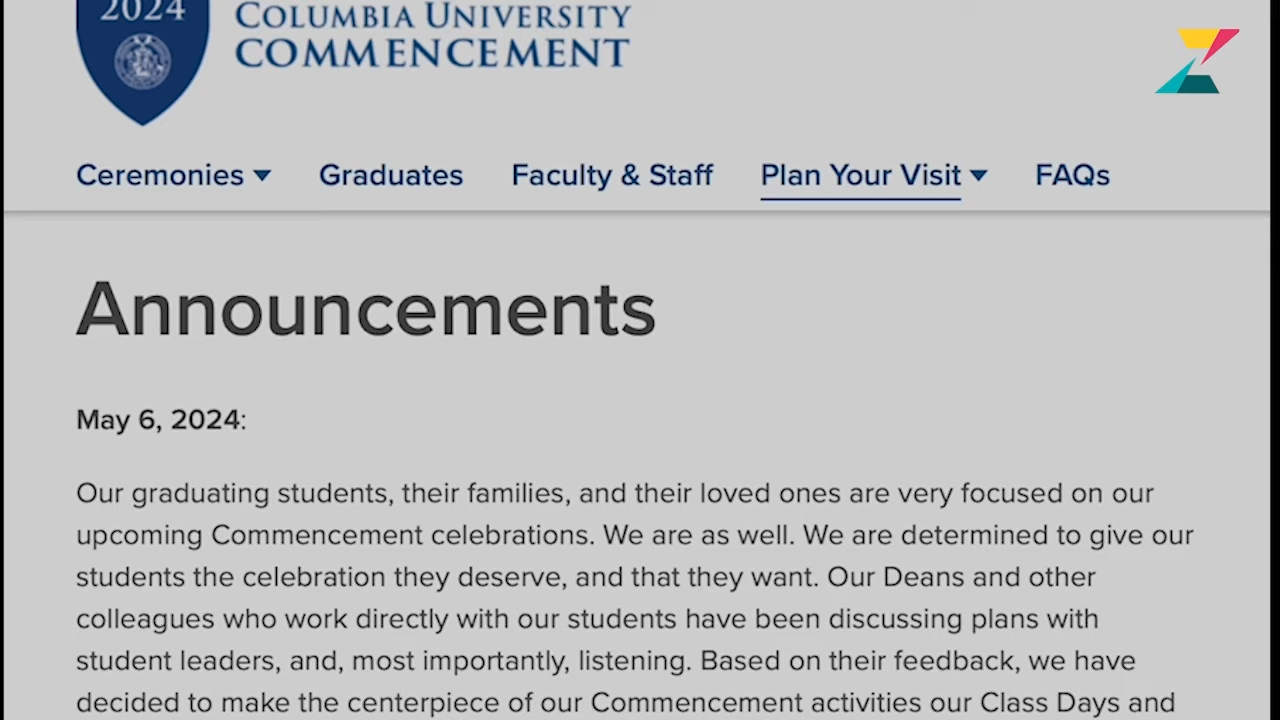 2024
COLUMBIA UNIVERSITY
COMMENCEMENT
Ceremonies Graduates Faculty & Staff Plan Your Visit FAQs
Announcements
May 6, 2024:
Our graduating students, their families, and their loved ones are very focused on our
upcoming Commencement celebrations. We are as well. We are determined to give our
students the celebration they deserve, and that they want. Our Deans and other
colleagues who work directly with our students have been discussing plans with
student leaders, and, most importantly, listening. Based on their feedback, we have
decided to make the centerpiece of our Commencement activities our Class Days and